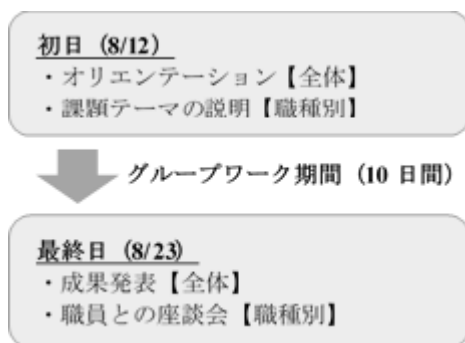 初日（8/12）
・オリエンテーション【全体】
・課題テーマの説明【職種別】
グループワーク期間（10 日間）
最終日（8/23）
・成果発表【全体】
・職員との座談会【職種別】